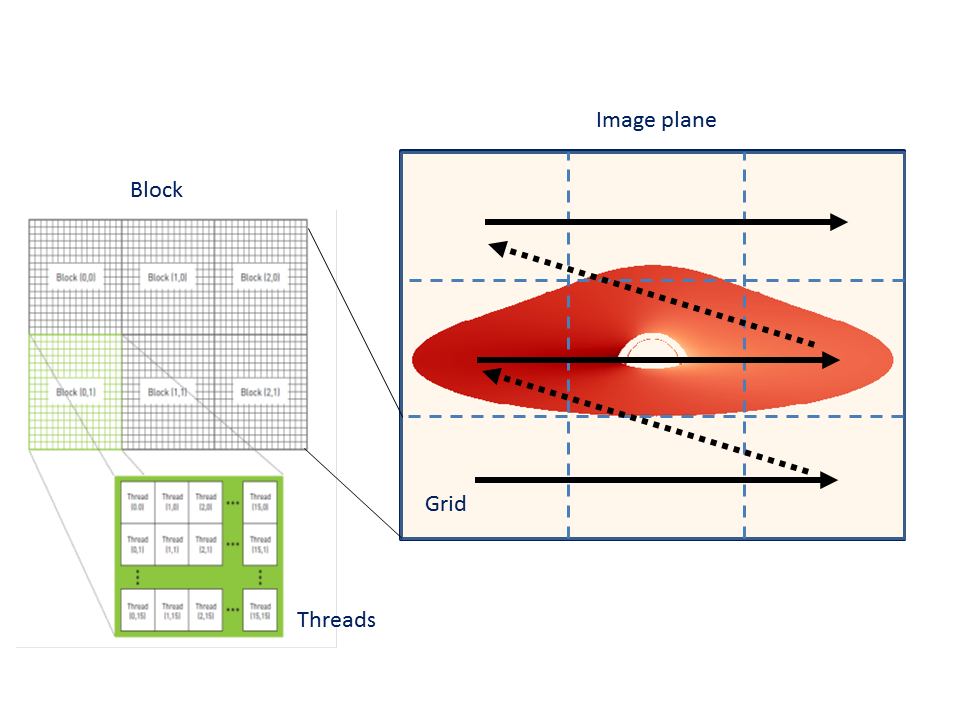 Image plane
Block
Block (0,0) Block (1,0) Block (2,0)
Block (0,1) Block (1,1) Block (2,1)
Grid
Thread Thread Thread Thread
(0,0) (1,0) (2,0) (15,0)
Thread Thread Thread Thread
(0,1) (1,1) (2,1) (15,1)
Thread Thread Thread Thread
(0,15) (1,15) (2,15) (15,15)
Threads